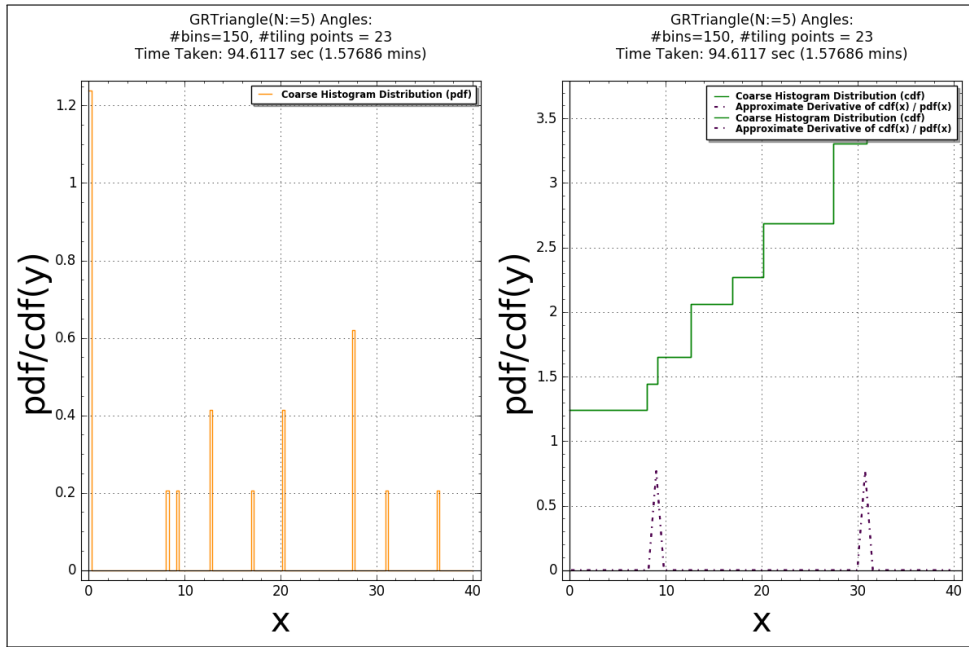 GRTriangle(N:=5) Angles:
#bins=150, #tiling points = 23
Time Taken: 94.6117 sec (1.57686 mins)
Coarse Histogram Distribution (pdf)
1.2
1
0.8
0.6
0.4
0.2
0
pdf/cdf(y)
0
10
20
30
40
x
GRTriangle(N:=5) Angles:
#bins=150, #tiling points = 23
Time Taken: 94.6117 sec (1.57686 mins)
Coarse Histogram Distribution (cdf)
Approximate Derivative of cdf(x) / pdf(x)
Coarse Histogram Distribution (cdf)
Approximate Derivative of cdf(x) / pdf(x)
3.5
3
2.5
2
1.5
1
0.5
0
pdf/cdf(y)
0
10
20
30
40
x